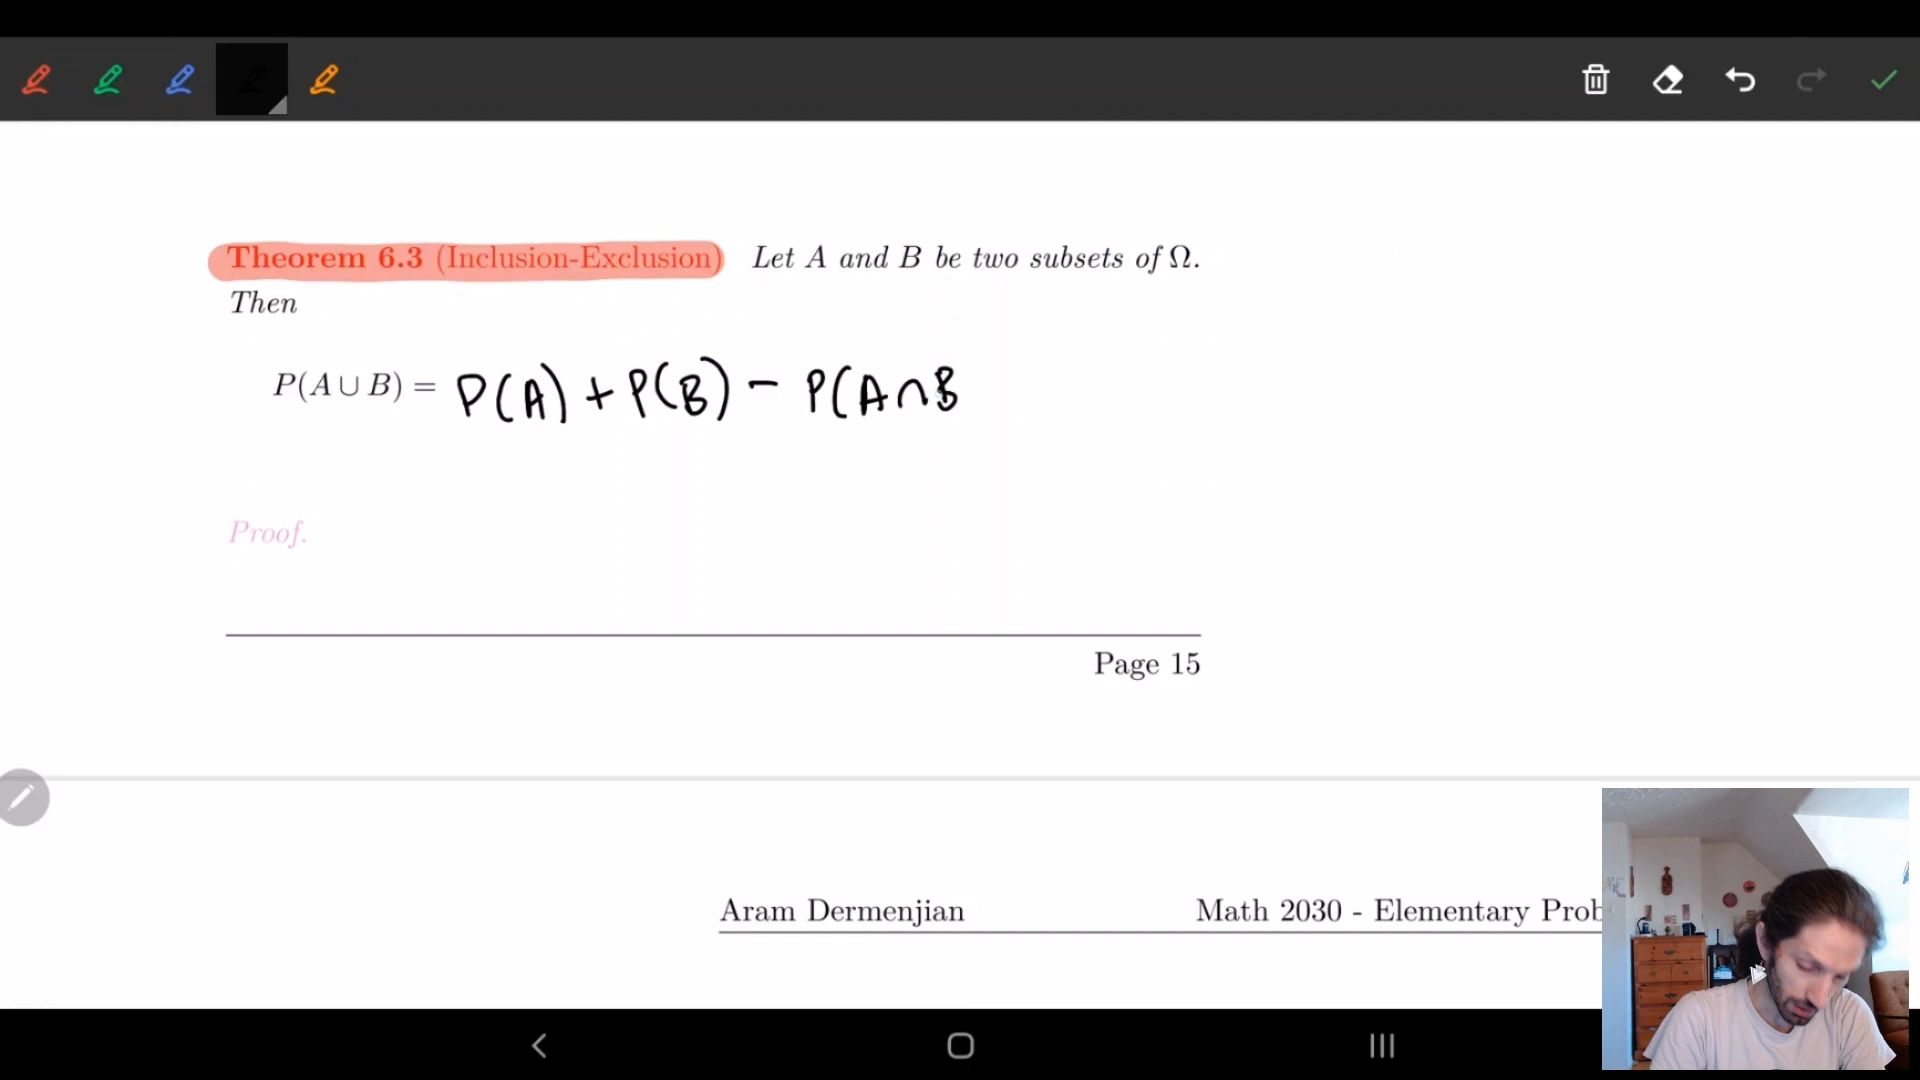 Theorem 6.3 (Inclusion-Exclusion) Let A and B be two subsets of Ω.
Then
P(A ∪ B) = P(A) + P(B) - P(A∩B
Proof.
Page 15
Aram Dermenjian Math 2030 - Elementary Prob